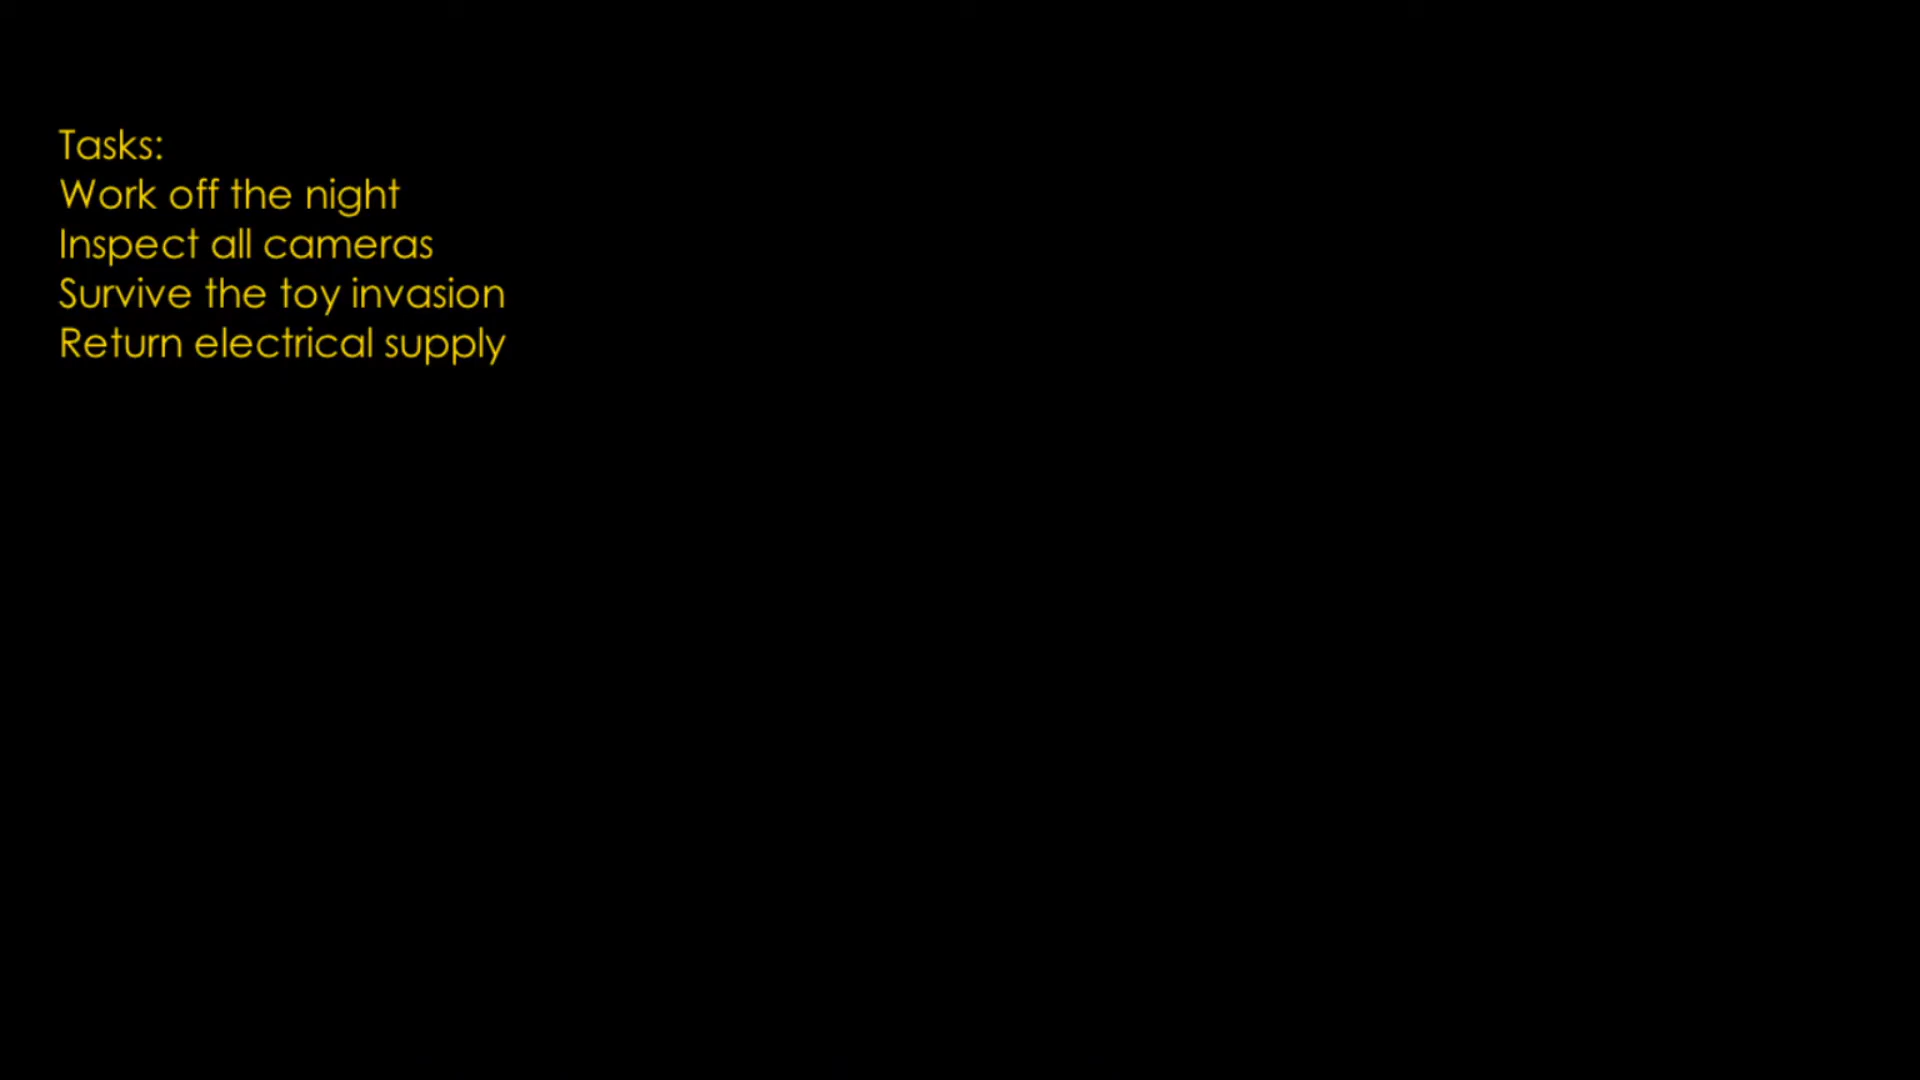 Tasks:
Work off the night
Inspect all cameras
Survive the toy invasion
Return electrical supply